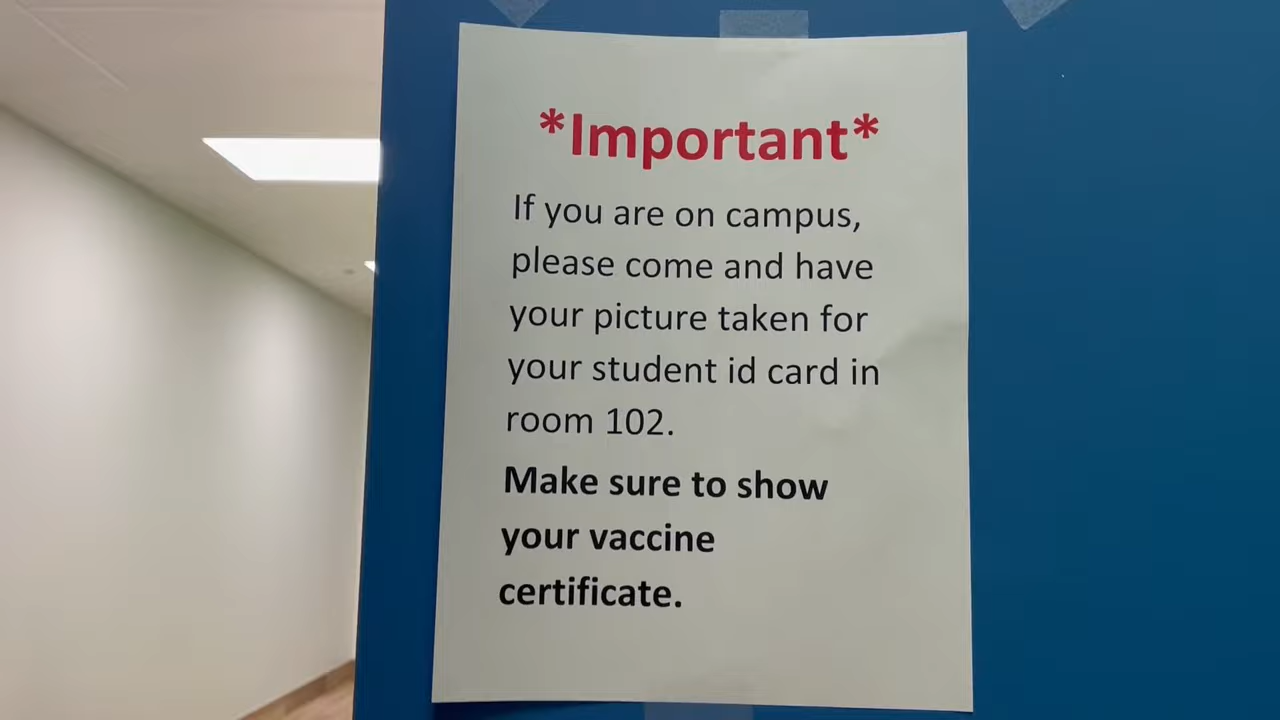 *Important*
If you are on campus,
please come and have
your picture taken for
your student id card in
room 102.
Make sure to show
your vaccine
certificate.